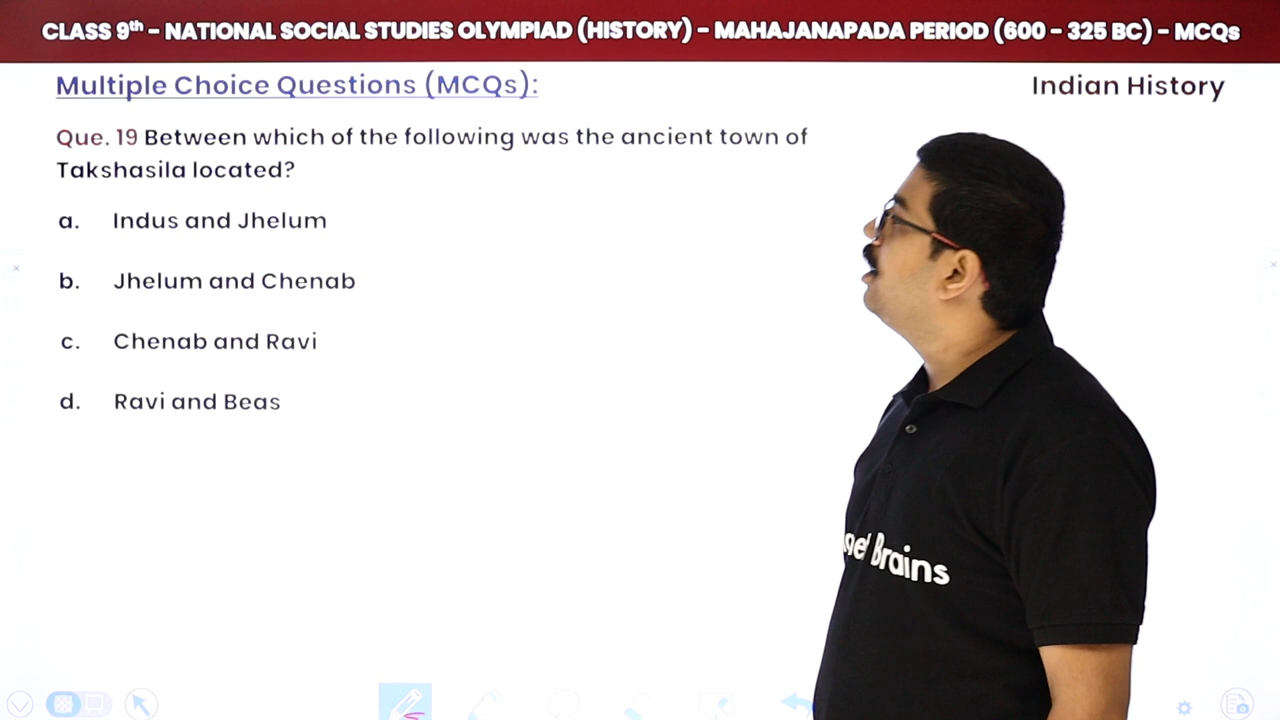 CLASS 9th – NATIONAL SOCIAL STUDIES OLYMPIAD (HISTORY) – MAHAJANAPADA PERIOD (600 – 325 BC) – MCQs
Multiple Choice Questions (MCQs):
Indian History
Que. 19 Between which of the following was the ancient town of
Takshasila located?
a. Indus and Jhelum
b. Jhelum and Chenab
c. Chenab and Ravi
d. Ravi and Beas
Brains